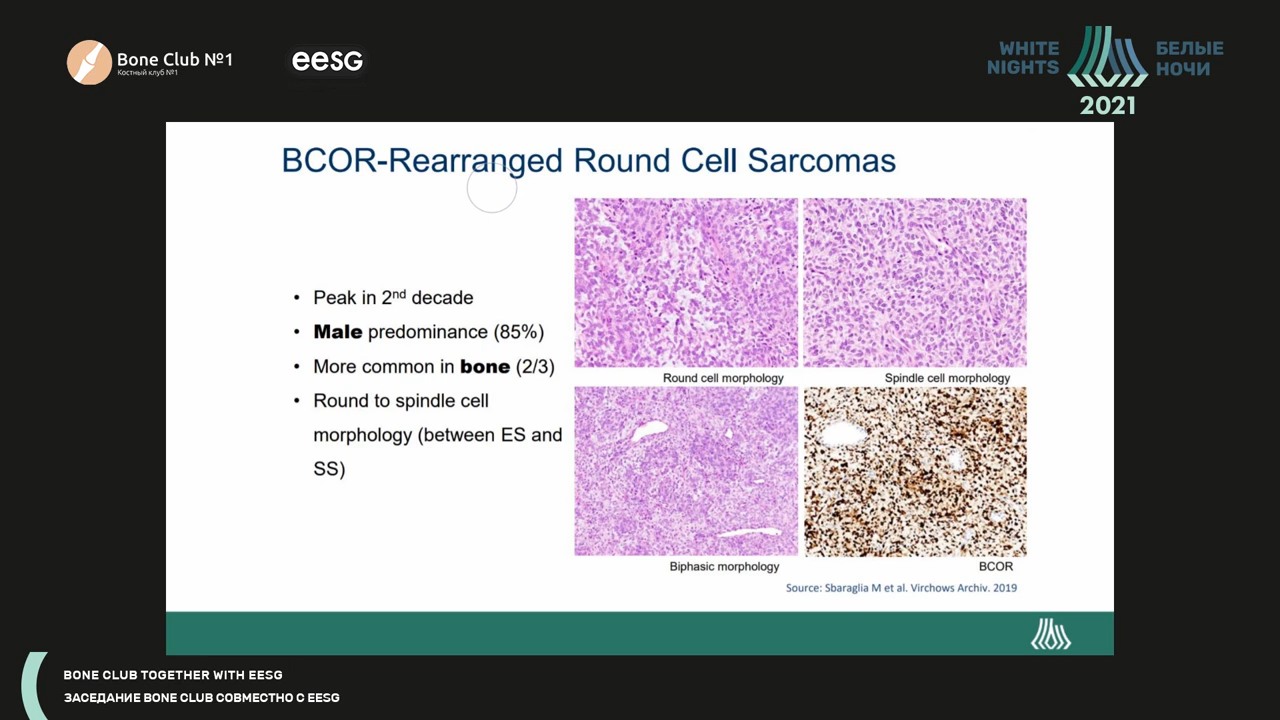 Bone Club №1
Костный клуб №1
eesg
WHITE NIGHTS
БЕЛЫЕ НОЧИ
2021
BCOR-Rearranged Round Cell Sarcomas
• Peak in 2nd decade
• Male predominance (85%)
• More common in bone (2/3)
• Round to spindle cell
morphology (between ES and
SS)
Round cell morphology
Spindle cell morphology
Biphasic morphology
BCOR
Source: Sbaraglia M et al. Virchows Archiv. 2019
BONE CLUB TOGETHER WITH EESG
ЗАСЕДАНИЕ BONE CLUB СОВМЕСТНО С EESG